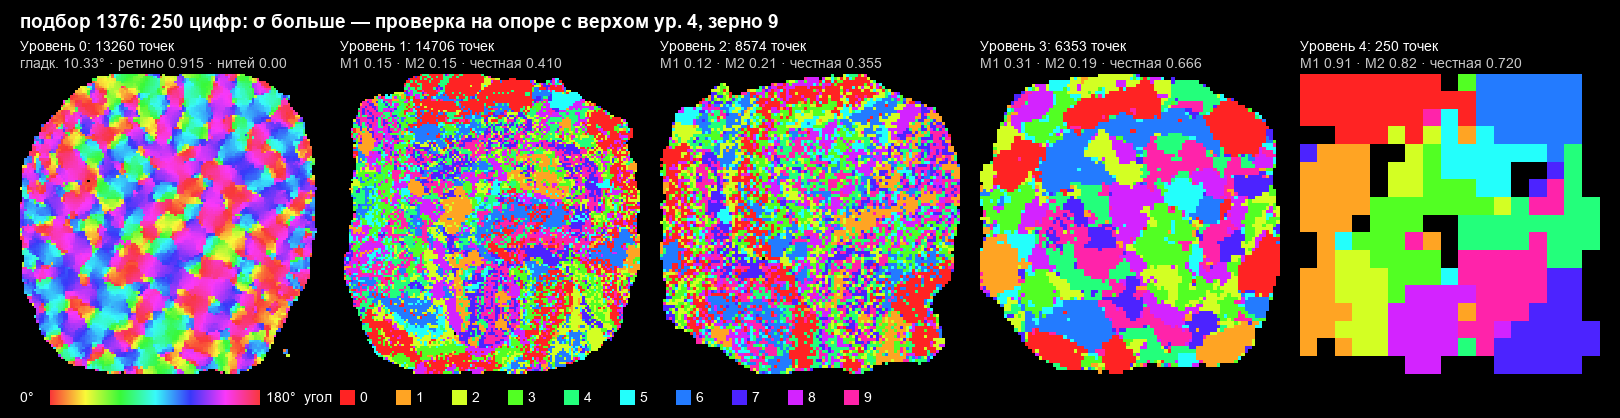 подбор 1376: 250 цифр: σ больше — проверка на опоре с верхом ур. 4, зерно 9
Уровень 0: 13260 точек
гладк. 10.33° · ретино 0.915 · нитей 0.00
Уровень 1: 14706 точек
М1 0.15 · М2 0.15 · честная 0.410
Уровень 2: 8574 точек
М1 0.12 · М2 0.21 · честная 0.355
Уровень 3: 6353 точек
М1 0.31 · М2 0.19 · честная 0.666
Уровень 4: 250 точек
М1 0.91 · М2 0.82 · честная 0.720
0° 180° угол 0 1 2 3 4 5 6 7 8 9